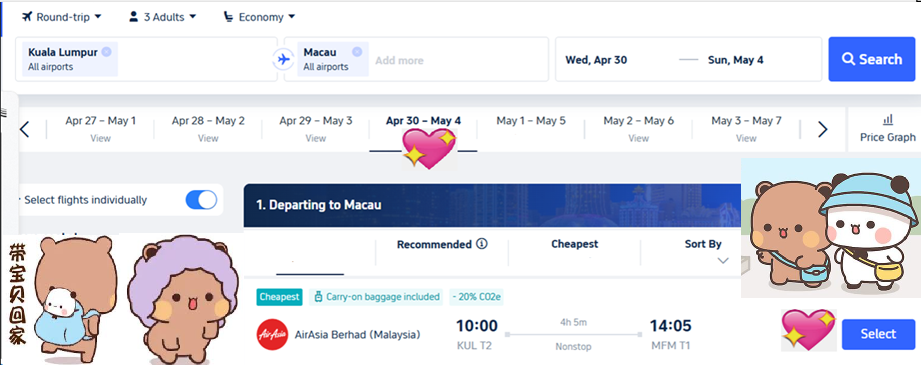 Round-trip
3 Adults
Economy
Kuala Lumpur
All airports
Macau
All airports
Add more
Wed, Apr 30
Sun, May 4
Search
Apr 27 – May 1
View
Apr 28 – May 2
View
Apr 29 – May 3
View
Apr 30 – May 4
May 1 – May 5
May 2 – May 6
View
May 3 – May 7
View
Price Graph
Select flights individually
1. Departing to Macau
Recommended
Cheapest
Sort By
Cheapest
Carry-on baggage included
- 20% CO2e
AirAsia
AirAsia Berhad (Malaysia)
10:00
KUL T2
4h 5m
Nonstop
14:05
MFM T1
Select
带宝贝回家